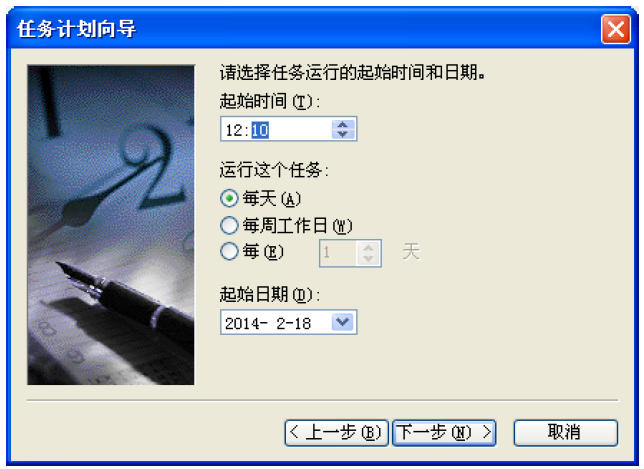 任务计划向导
请选择任务运行的起始时间和日期。
起始时间(T):
12:10
运行这个任务:
每天(A)
每周工作日(W)
每(E) 1 天
起始日期(D):
2014- 2-18
< 上一步(B) 下一步(N) > 取消